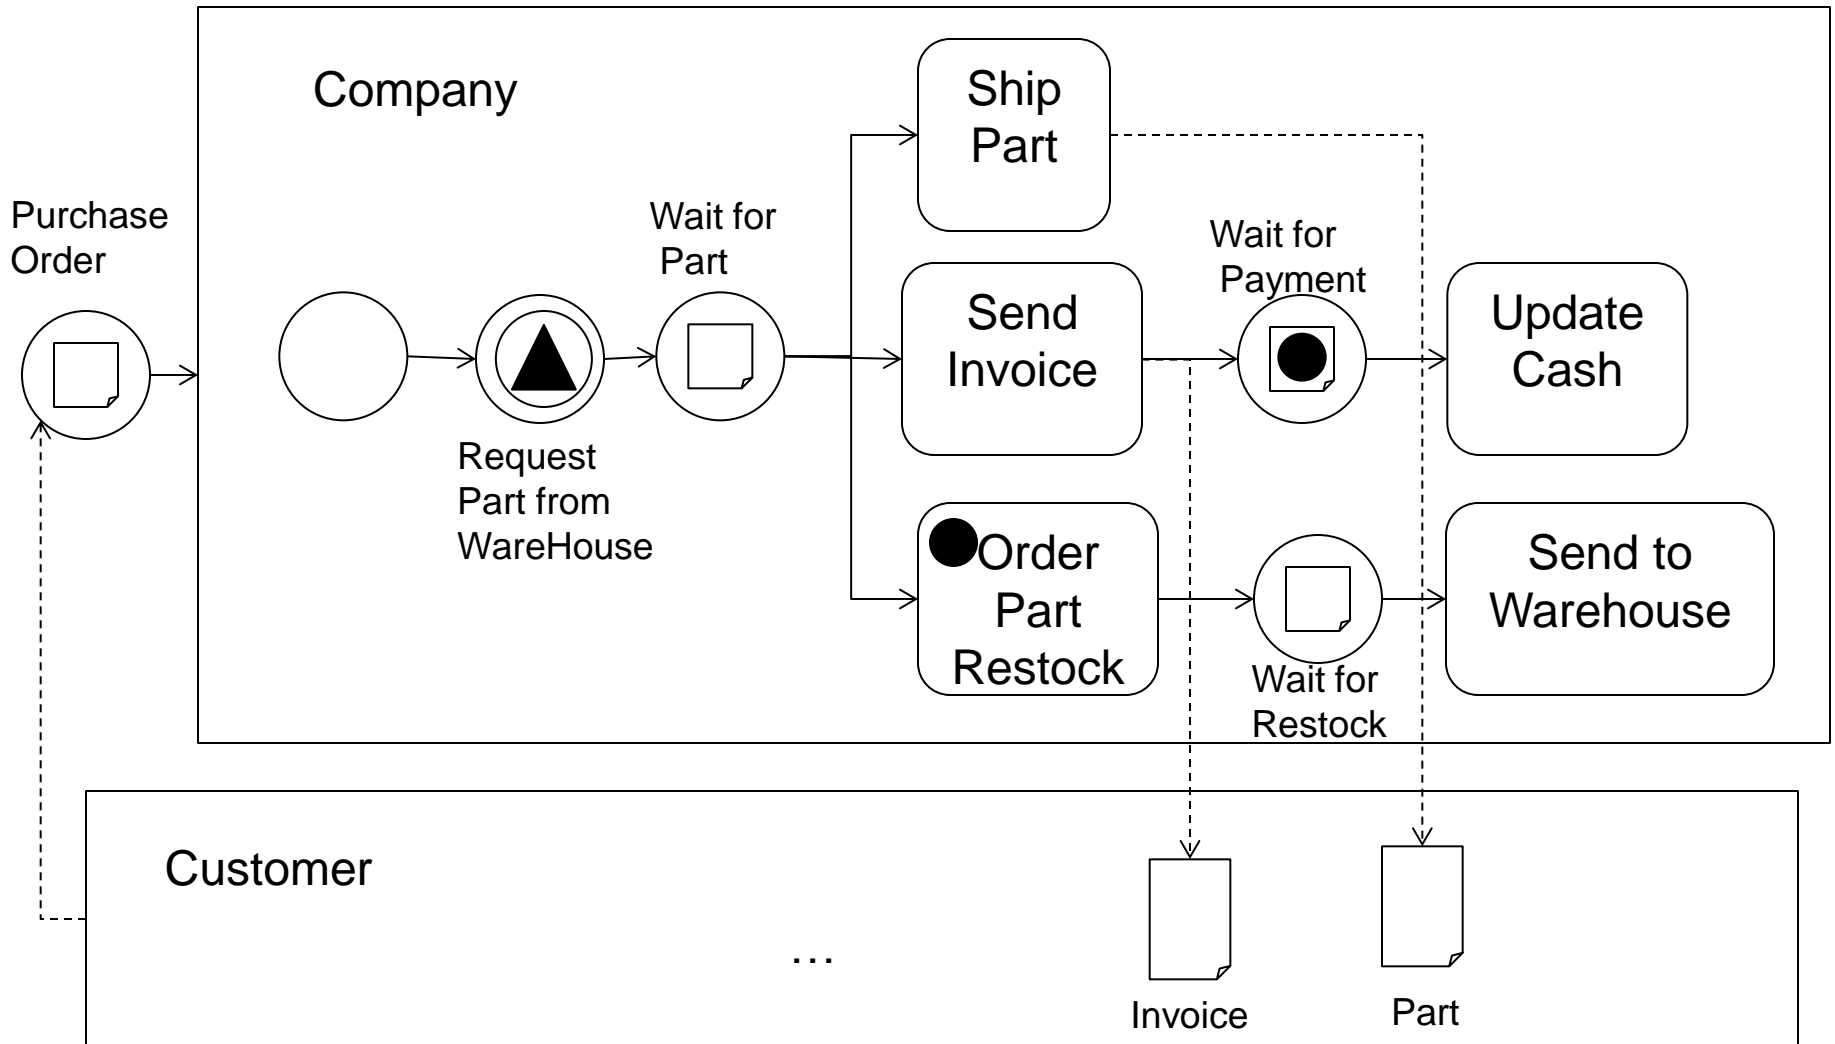 Company
Ship
Part
Purchase
Order
Wait for
Part
Wait for
Payment
Send
Invoice
Update
Cash
Request
Part from
WareHouse
Order
Part
Restock
Send to
Warehouse
Wait for
Restock
Customer
...
Invoice
Part